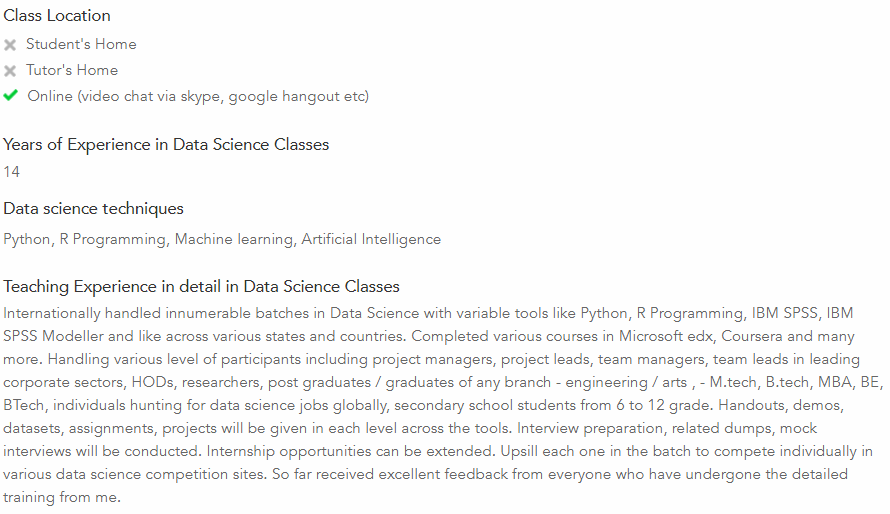 Class Location
Student's Home
Tutor's Home
Online (video chat via skype, google hangout etc)
Years of Experience in Data Science Classes
14
Data science techniques
Python, R Programming, Machine learning, Artificial Intelligence
Teaching Experience in detail in Data Science Classes
Internationally handled innumerable batches in Data Science with variable tools like Python, R Programming, IBM SPSS, IBM
SPSS Modeller and like across various states and countries. Completed various courses in Microsoft edx, Coursera and many
more. Handling various level of participants including project managers, project leads, team managers, team leads in leading
corporate sectors, HODs, researchers, post graduates / graduates of any branch - engineering / arts , - M.tech, B.tech, MBA, BE,
BTech, individuals hunting for data science jobs globally, secondary school students from 6 to 12 grade. Handouts, demos,
datasets, assignments, projects will be given in each level across the tools. Interview preparation, related dumps, mock
interviews will be conducted. Internship opportunities can be extended. Upsill each one in the batch to compete individually in
various data science competition sites. So far received excellent feedback from everyone who have undergone the detailed
training from me.